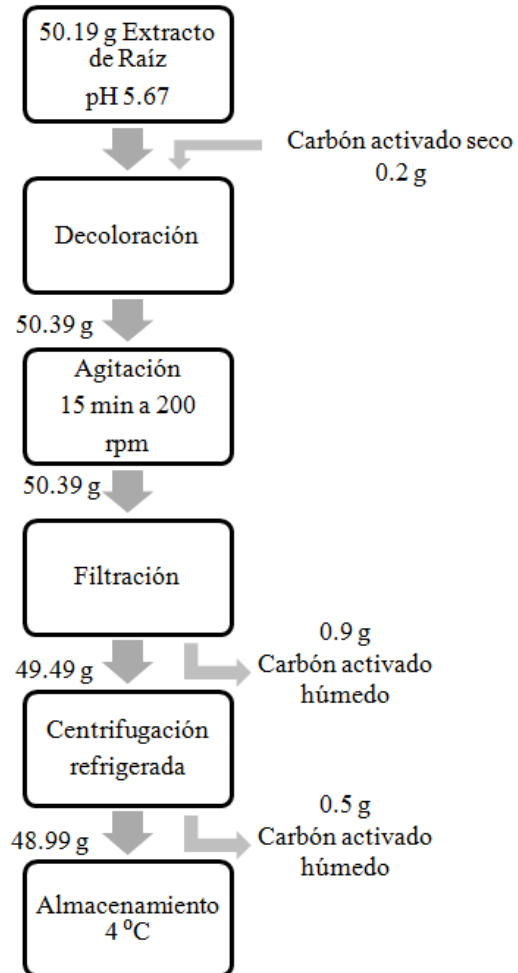 50.19 g Extracto
de Raíz
pH 5.67
Carbón activado seco
0.2 g
Decoloración
50.39 g
Agitación
15 min a 200
rpm
50.39 g
Filtración
0.9 g
Carbón activado
húmedo
49.49 g
Centrifugación
refrigerada
0.5 g
Carbón activado
húmedo
48.99 g
Almacenamiento
4 ⁰C